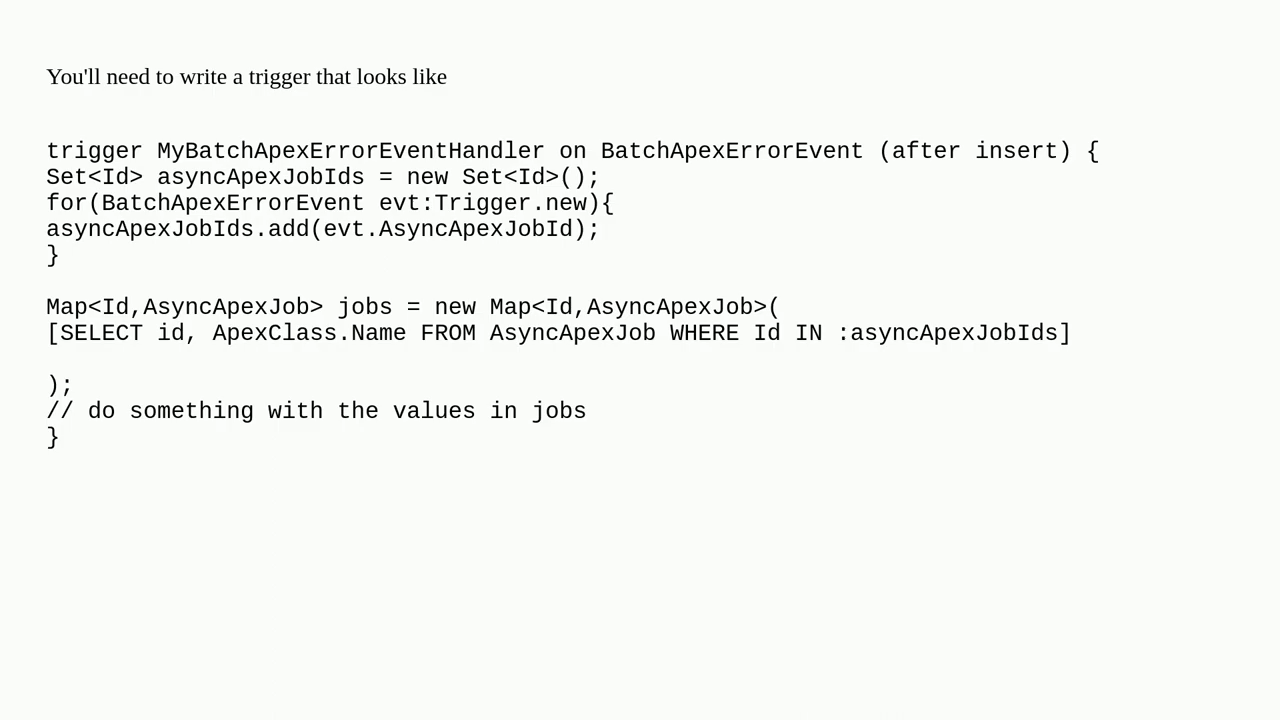 You'll need to write a trigger that looks like
trigger MyBatchApexErrorEventHandler on BatchApexErrorEvent (after insert) {
Set<Id> asyncApexJobIds = new Set<Id>();
for(BatchApexErrorEvent evt:Trigger.new){
asyncApexJobIds.add(evt.AsyncApexJobId);
}
Map<Id,AsyncApexJob> jobs = new Map<Id,AsyncApexJob>(
[SELECT id, ApexClass.Name FROM AsyncApexJob WHERE Id IN :asyncApexJobIds]
);
// do something with the values in jobs
}